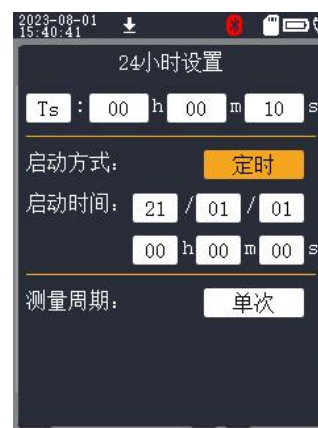 2023-08-01
15:40:41
24小时设置
Ts : 00 h 00 m 10 s
启动方式: 定时
启动时间: 21 / 01 / 01
00 h 00 m 00 s
测量周期: 单次